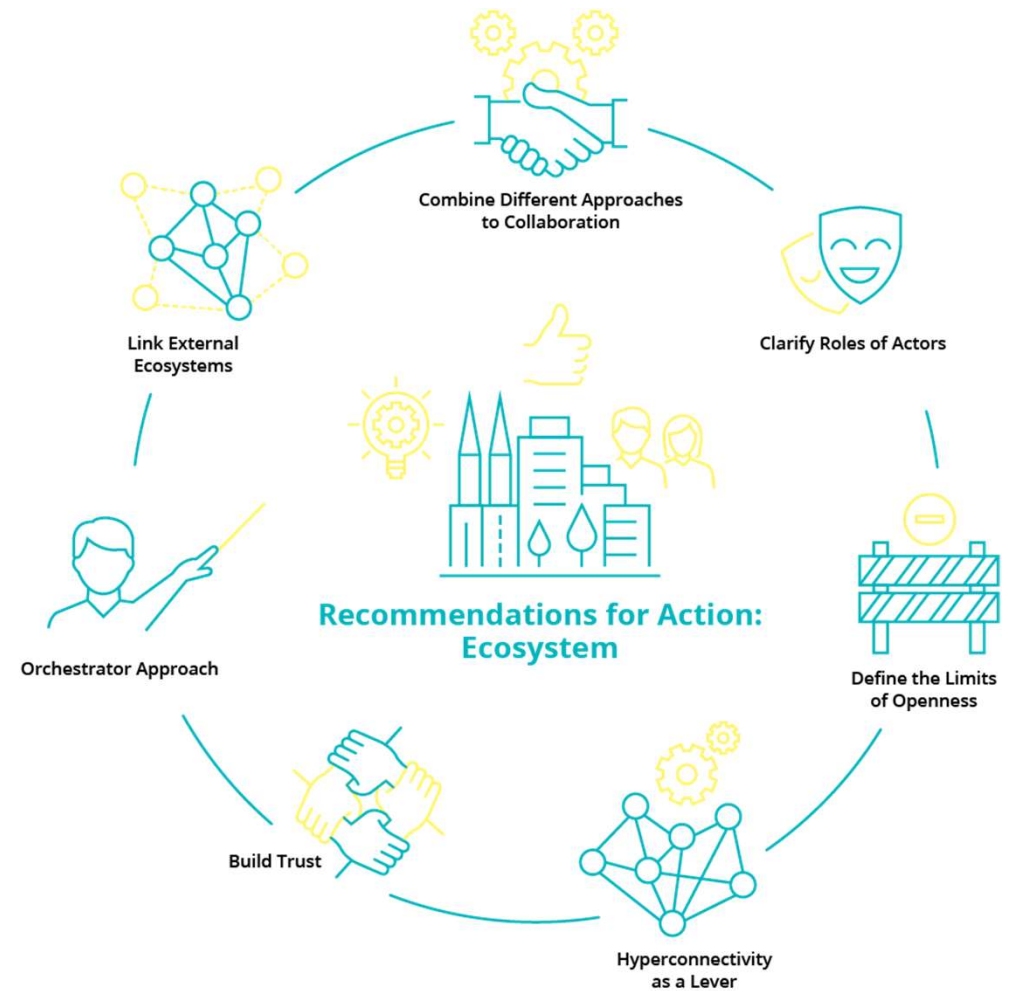 Combine Different Approaches
to Collaboration
Clarify Roles of Actors
Define the Limits
of Openness
Hyperconnectivity
as a Lever
Build Trust
Orchestrator Approach
Link External
Ecosystems
Recommendations for Action:
Ecosystem